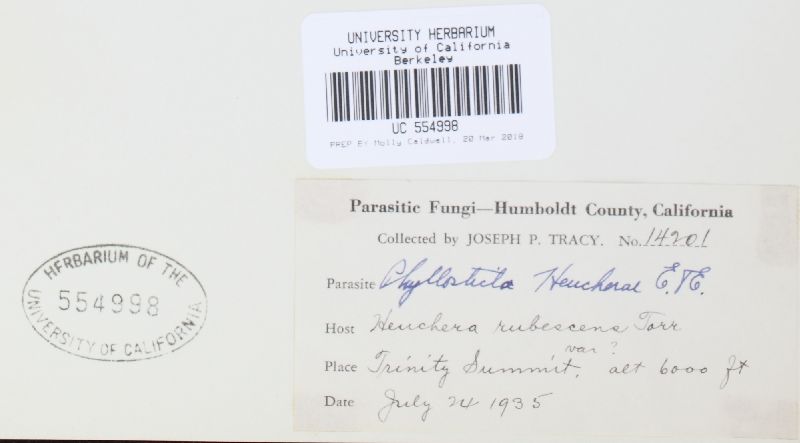 UNIVERSITY HERBARIUM
University of California
Berkeley
UC 554998
PREP BY Molly Caldwell, 20 Mar 2018
Parasitic Fungi—Humboldt County, California
Collected by JOSEPH P. TRACY. No. 14201
Parasite Phyllosticta Heucherae E.&E.
Host Heuchera rubescens Torr
var ?
Place Trinity Summit, alt 6000 ft
Date July 24 1935
HERBARIUM OF THE
554998
UNIVERSITY OF CALIFORNIA